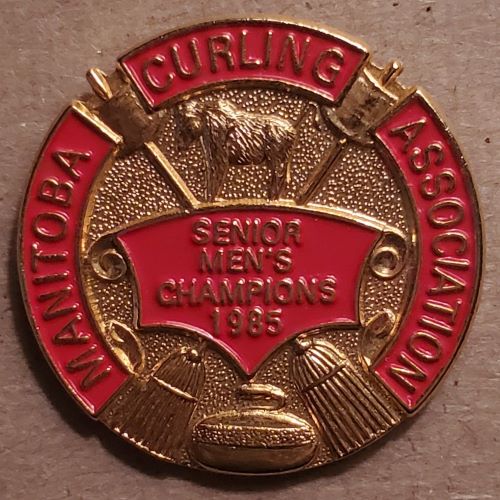 MANITOBA
CURLING
ASSOCIATION
SENIOR
MEN'S
CHAMPIONS
1985